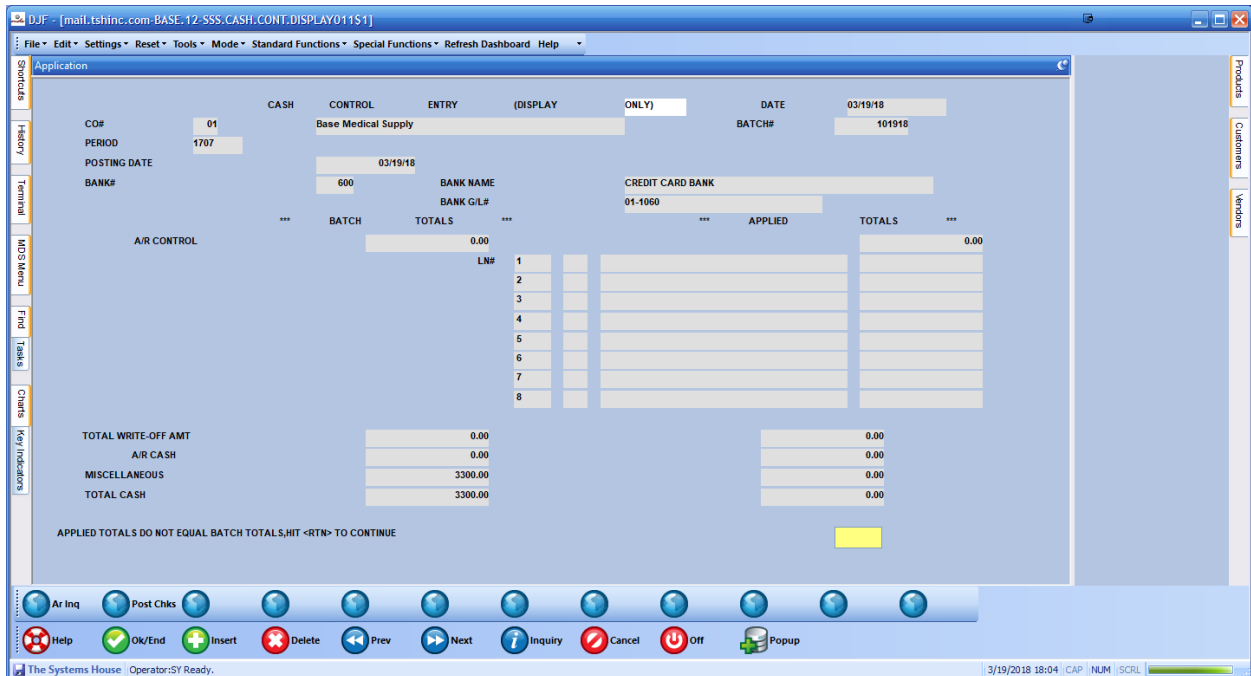 DJF - [mail.tshinc.com-BASE.12-SSS.CASH.CONT.DISPLAY011$1]
File Edit Settings Reset Tools Mode Standard Functions Special Functions Refresh Dashboard Help
Application
Shortcuts
History
Terminal
MDS Menu
Find
Tasks
Charts
Key Indicators
Products
Customers
Vendors
CASH CONTROL ENTRY (DISPLAY ONLY) DATE 03/19/18
CO# 01 Base Medical Supply BATCH# 101918
PERIOD 1707
POSTING DATE 03/19/18
BANK# 600 BANK NAME CREDIT CARD BANK
BANK G/L# 01-1060
*** BATCH TOTALS *** *** APPLIED TOTALS ***
A/R CONTROL 0.00 0.00
LN# 1
2
3
4
5
6
7
8
TOTAL WRITE-OFF AMT 0.00 0.00
A/R CASH 0.00 0.00
MISCELLANEOUS 3300.00 0.00
TOTAL CASH 3300.00 0.00
APPLIED TOTALS DO NOT EQUAL BATCH TOTALS,HIT <RTN> TO CONTINUE
Ar Inq Post Chks
Help Ok/End Insert Delete Prev Next Inquiry Cancel Off Popup
The Systems House Operator:SY Ready. 3/19/2018 18:04 CAP NUM SCRL